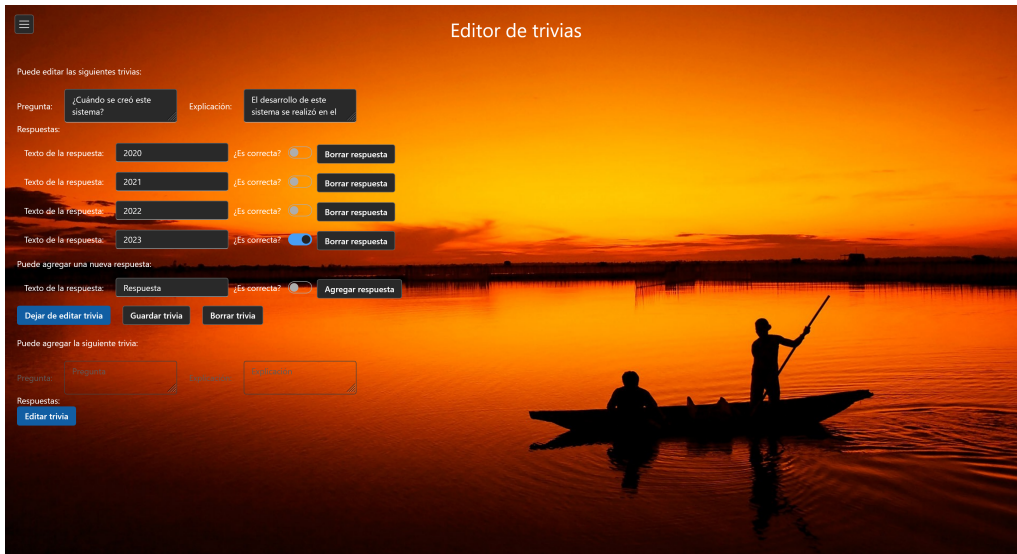 Editor de trivias
Puede editar las siguientes trivias:
Pregunta: ¿Cuándo se creó este sistema? Explicación: El desarrollo de este sistema se realizó en el
Respuestas:
Texto de la respuesta: 2020 ¿Es correcta? Borrar respuesta
Texto de la respuesta: 2021 ¿Es correcta? Borrar respuesta
Texto de la respuesta: 2022 ¿Es correcta? Borrar respuesta
Texto de la respuesta: 2023 ¿Es correcta? Borrar respuesta
Puede agregar una nueva respuesta:
Texto de la respuesta: Respuesta ¿Es correcta? Agregar respuesta
Dejar de editar trivia Guardar trivia Borrar trivia
Puede agregar la siguiente trivia:
Pregunta: Pregunta Explicación: Explicación
Respuestas:
Editar trivia